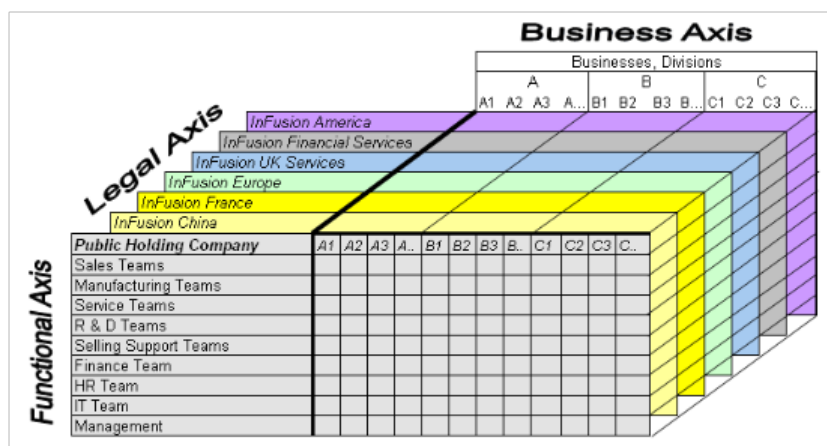 Business Axis
Businesses, Divisions
A B C
A1 A2 A3 A... B1 B2 B3 B... C1 C2 C3 C...
Legal Axis
InFusion America
InFusion Financial Services
InFusion UK Services
InFusion Europe
InFusion France
InFusion China
Public Holding Company A1 A2 A3 A.. B1 B2 B3 B.. C1 C2 C3 C..
Functional Axis
Sales Teams
Manufacturing Teams
Service Teams
R & D Teams
Selling Support Teams
Finance Team
HR Team
IT Team
Management